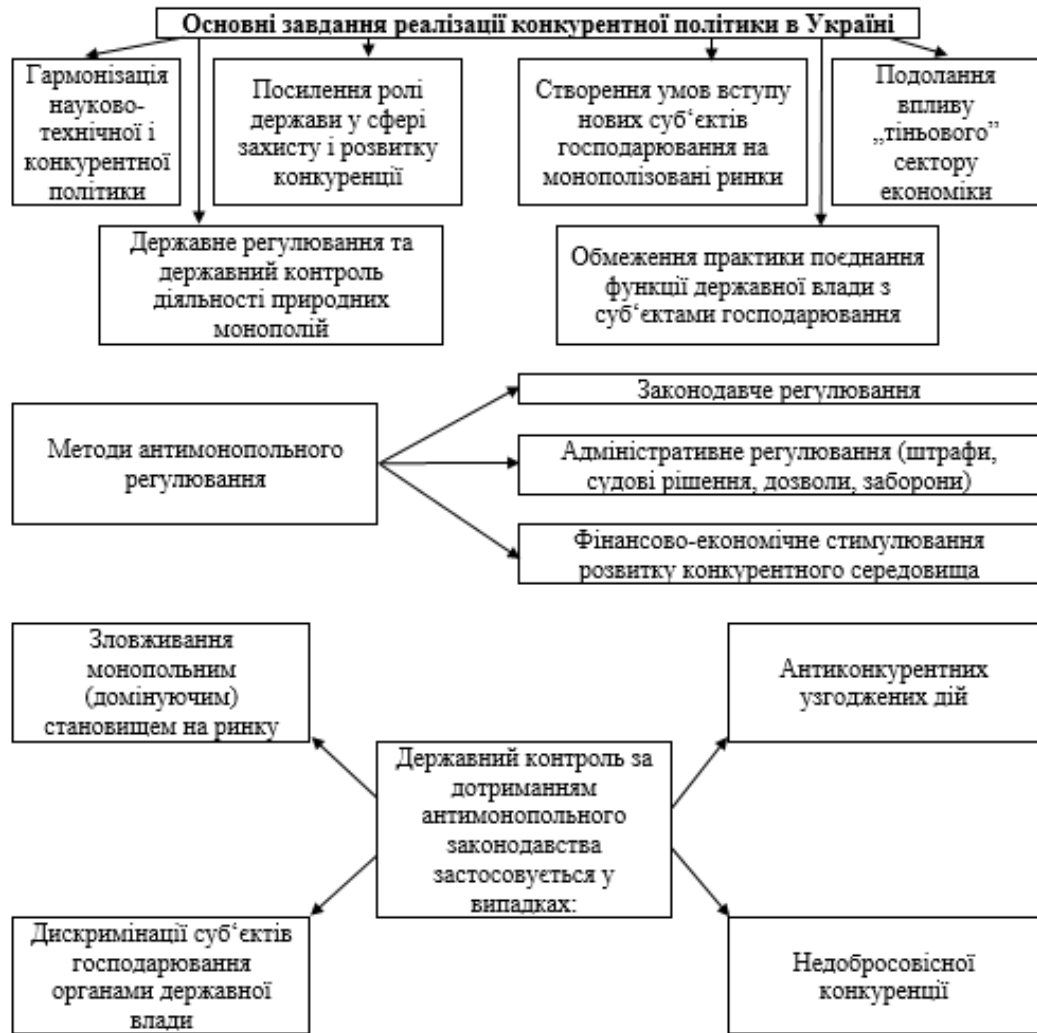 Основні завдання реалізації конкурентної політики в Україні
Гармонізація
науково-
технічної і
конкурентної
політики
Посилення ролі
держави у сфері
захисту і розвитку
конкуренції
Створення умов вступу
нових суб‘єктів
господарювання на
монополізовані ринки
Подолання
впливу
„тіньового”
сектору
економіки
Державне регулювання та
державний контроль
діяльності природних
монополій
Обмеження практики поєднання
функції державної влади з
суб‘єктами господарювання
Методи антимонопольного
регулювання
Законодавче регулювання
Адміністративне регулювання (штрафи,
судові рішення, дозволи, заборони)
Фінансово-економічне стимулювання
розвитку конкурентного середовища
Зловживання
монопольним
(домінуючим)
становищем на ринку
Антиконкурентних
узгоджених дій
Державний контроль за
дотриманням
антимонопольного
законодавства
застосовується у
випадках:
Дискримінації суб‘єктів
господарювання
органами державної
влади
Недобросовісної
конкуренції